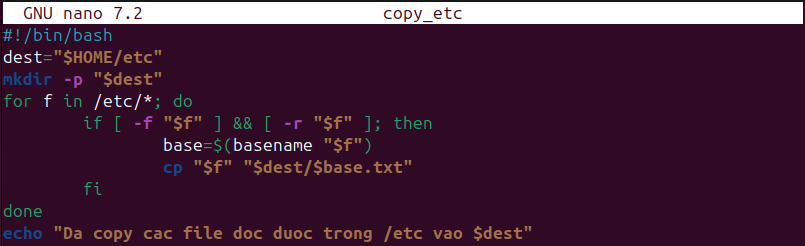 GNU nano 7.2 copy_etc
#!/bin/bash
dest="$HOME/etc"
mkdir -p "$dest"
for f in /etc/*; do
        if [ -f "$f" ] && [ -r "$f" ]; then
                base=$(basename "$f")
                cp "$f" "$dest/$base.txt"
        fi
done
echo "Da copy cac file doc duoc trong /etc vao $dest"